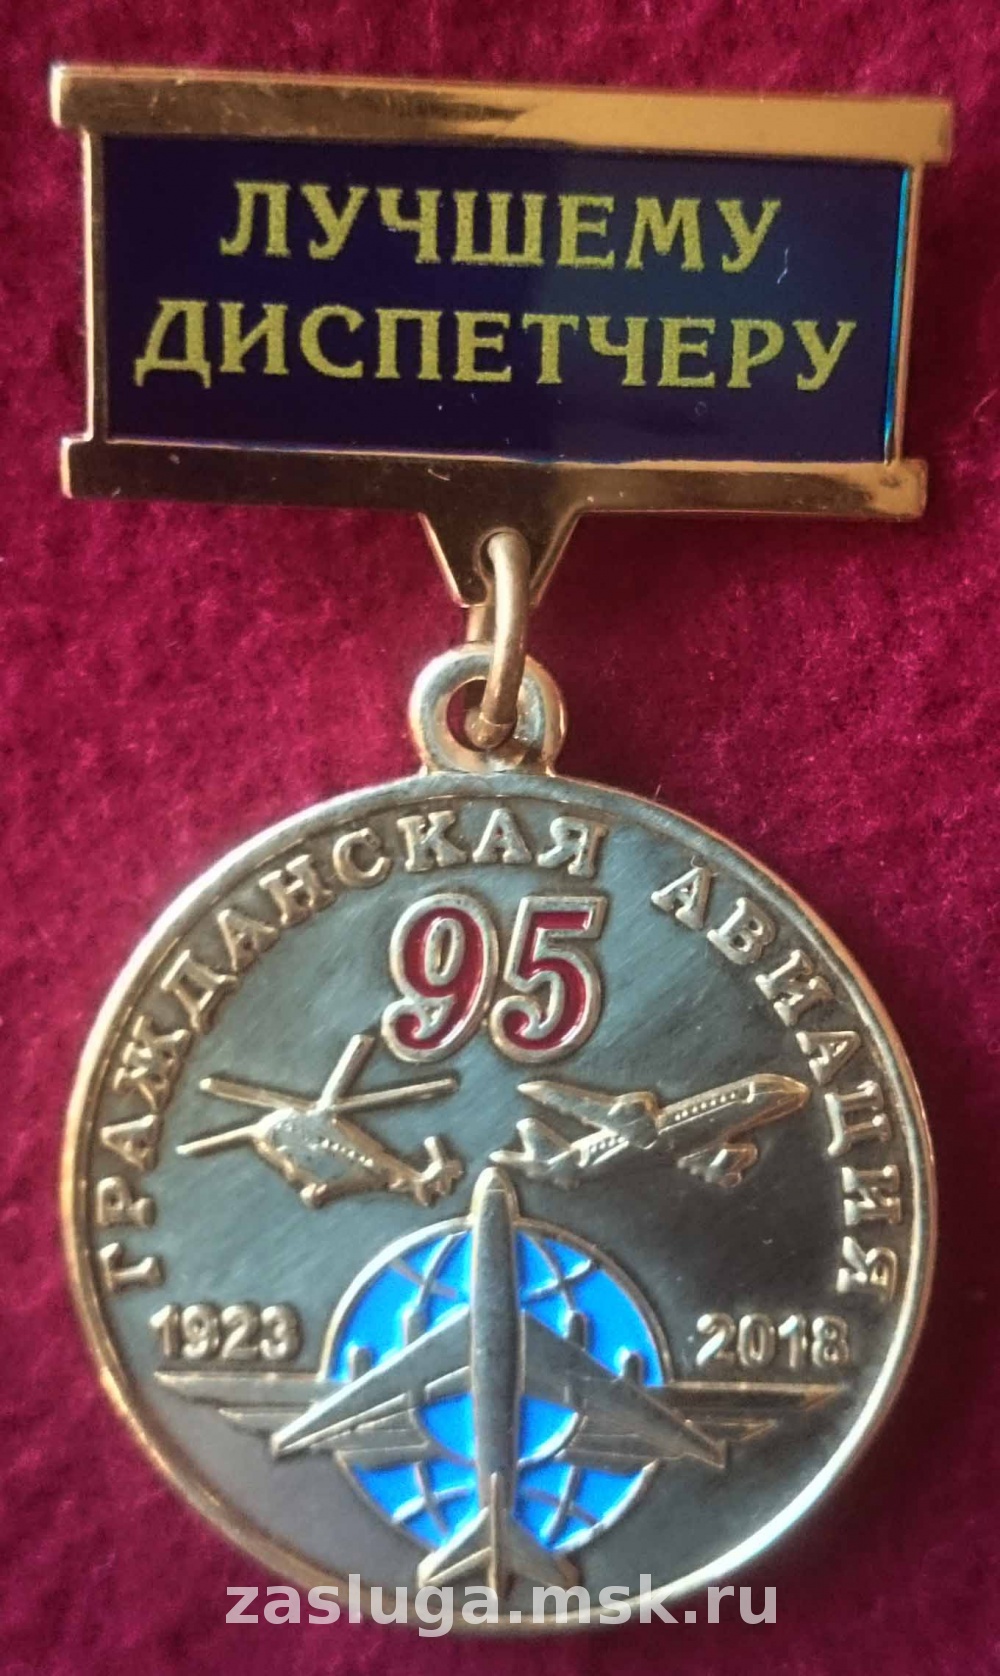 ЛУЧШЕМУ
ДИСПЕТЧЕРУ
ГРАЖДАНСКАЯ АВИАЦИЯ
95
1923 2018
zasluga.msk.ru